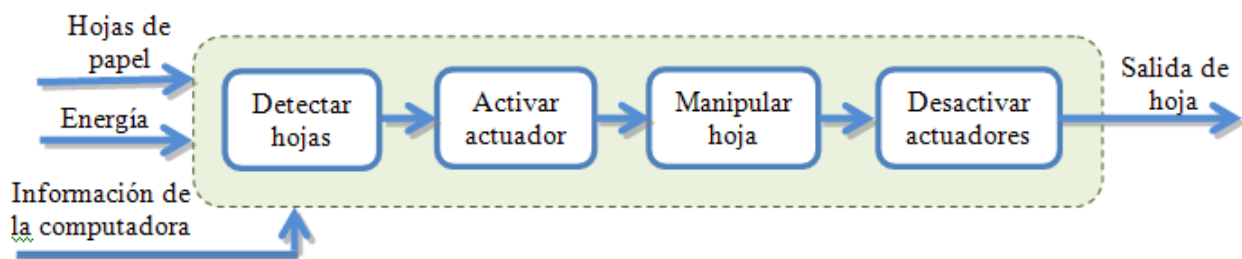 Hojas de
papel
Energía
Información de
la computadora
Detectar
hojas
Activar
actuador
Manipular
hoja
Desactivar
actuadores
Salida de
hoja